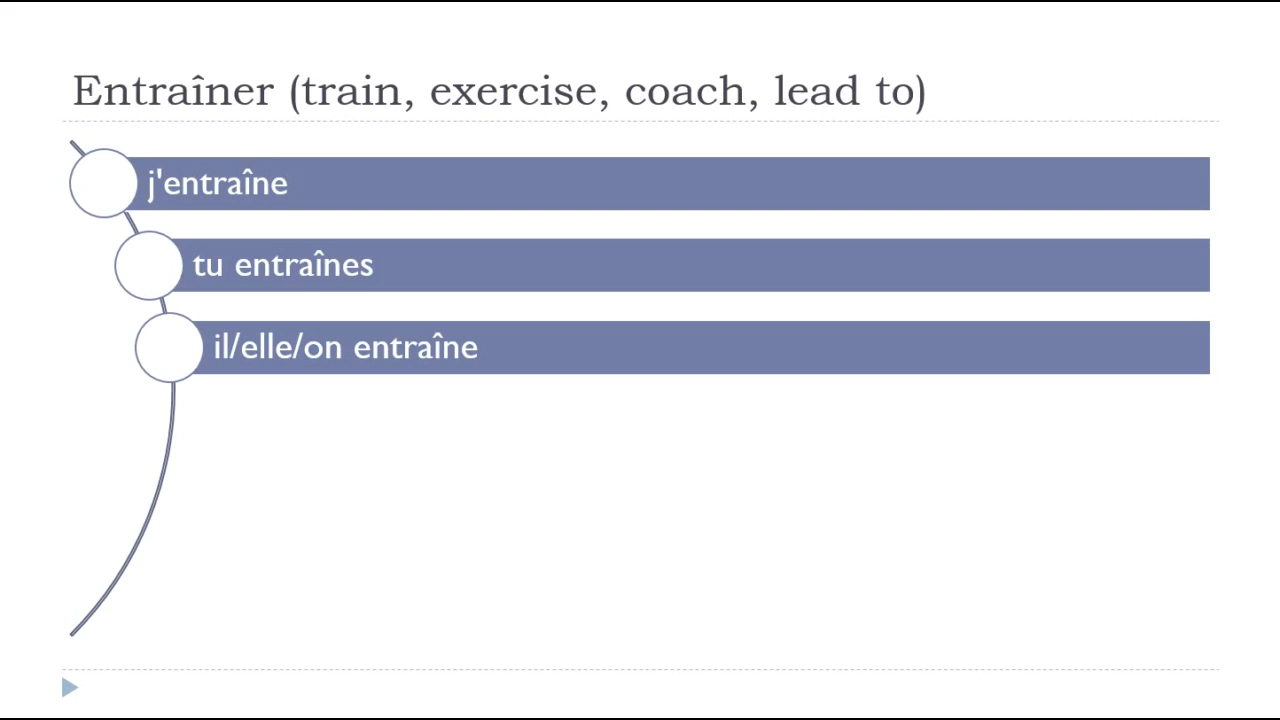 Entraîner (train, exercise, coach, lead to)
j'entraîne
tu entraînes
il/elle/on entraîne